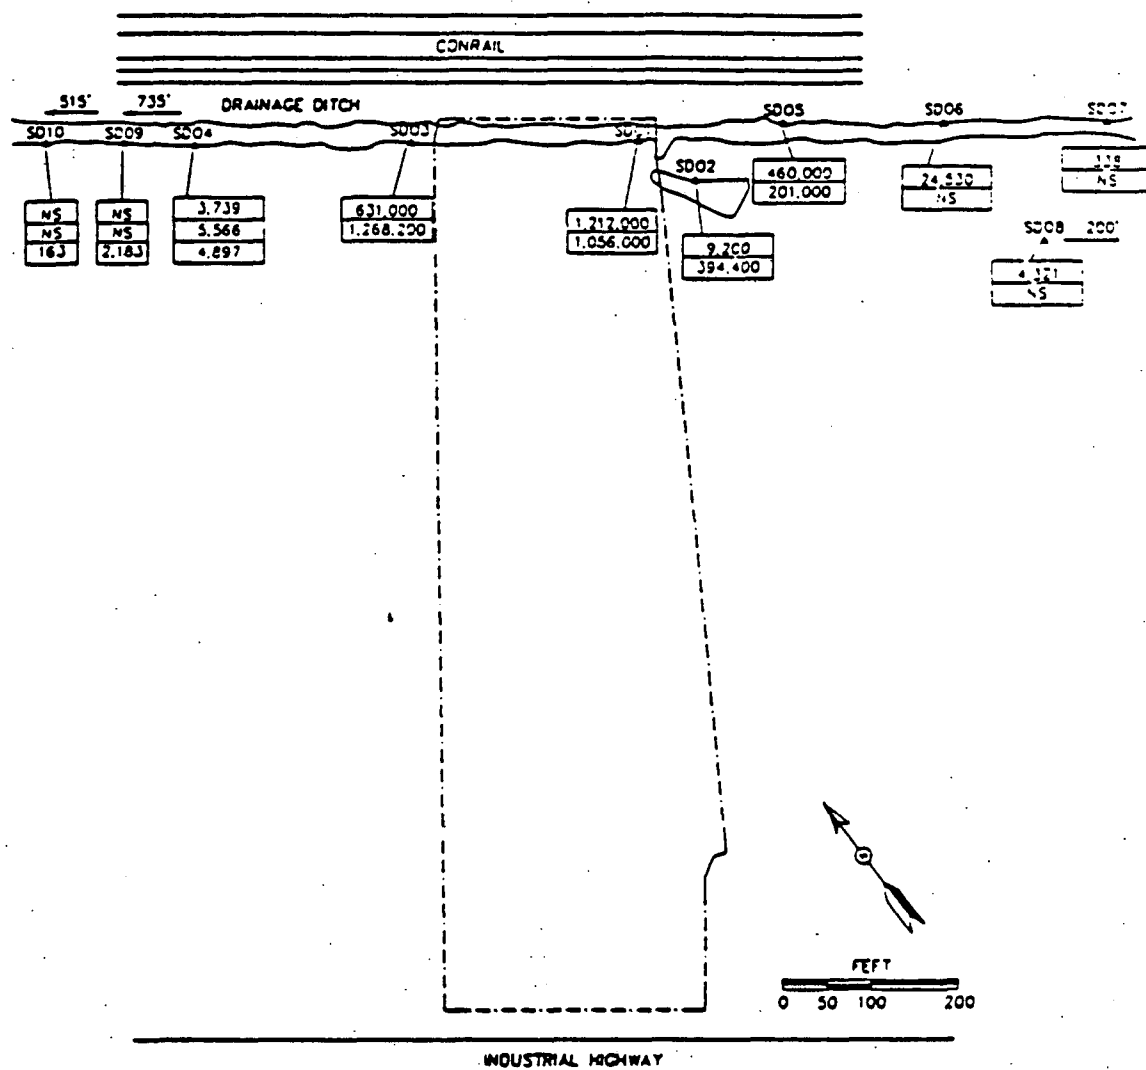 CONRAIL
515' 735' DRAINAGE DITCH
SD10 SD09 SD04 SD03 SD05 SD06
SD02
NS
NS
163
NS
NS
2,183
3,739
5,566
4,897
631,000
1,268,200
1,212,000
1,056,000
9,200
394,400
460,000
201,000
24,530
NS
NS
SD08 200'
NS
FEET
0 50 100 200
INDUSTRIAL HIGHWAY